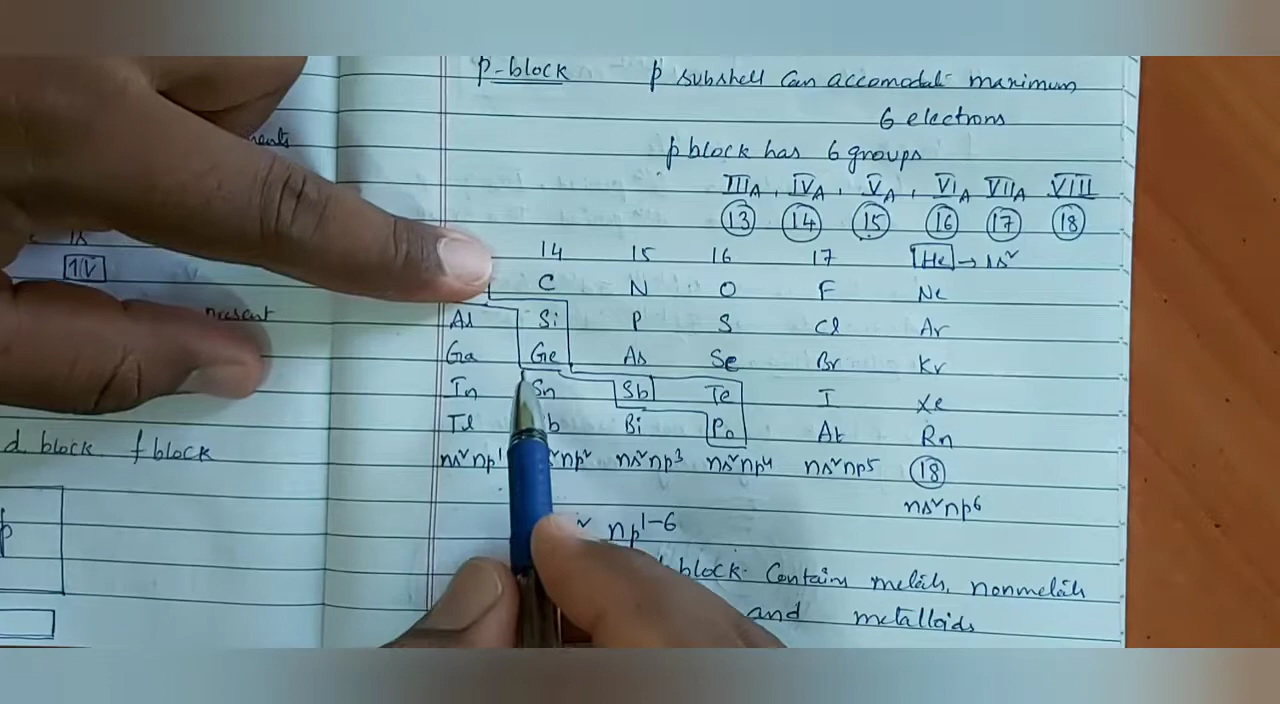 p-block p subshell can accomodate maximum
6 electrons
p block has 6 groups
IIIA, IVA, VA, VIA VIIA VIII
13 14 15 16 17 18
14 15 16 17 He → 1s²
C N O F Ne
Al Si P S Cl Ar
Ga Ge As Se Br Kr
In Sn Sb Te I Xe
Tl b Bi Po At Rn
ns²np¹ np² ns²np³ ns²np⁴ ns²np⁵ 18
ns²np⁶
np¹⁻⁶
block. Contain metals, nonmetals
and metalloids
d block f block
p